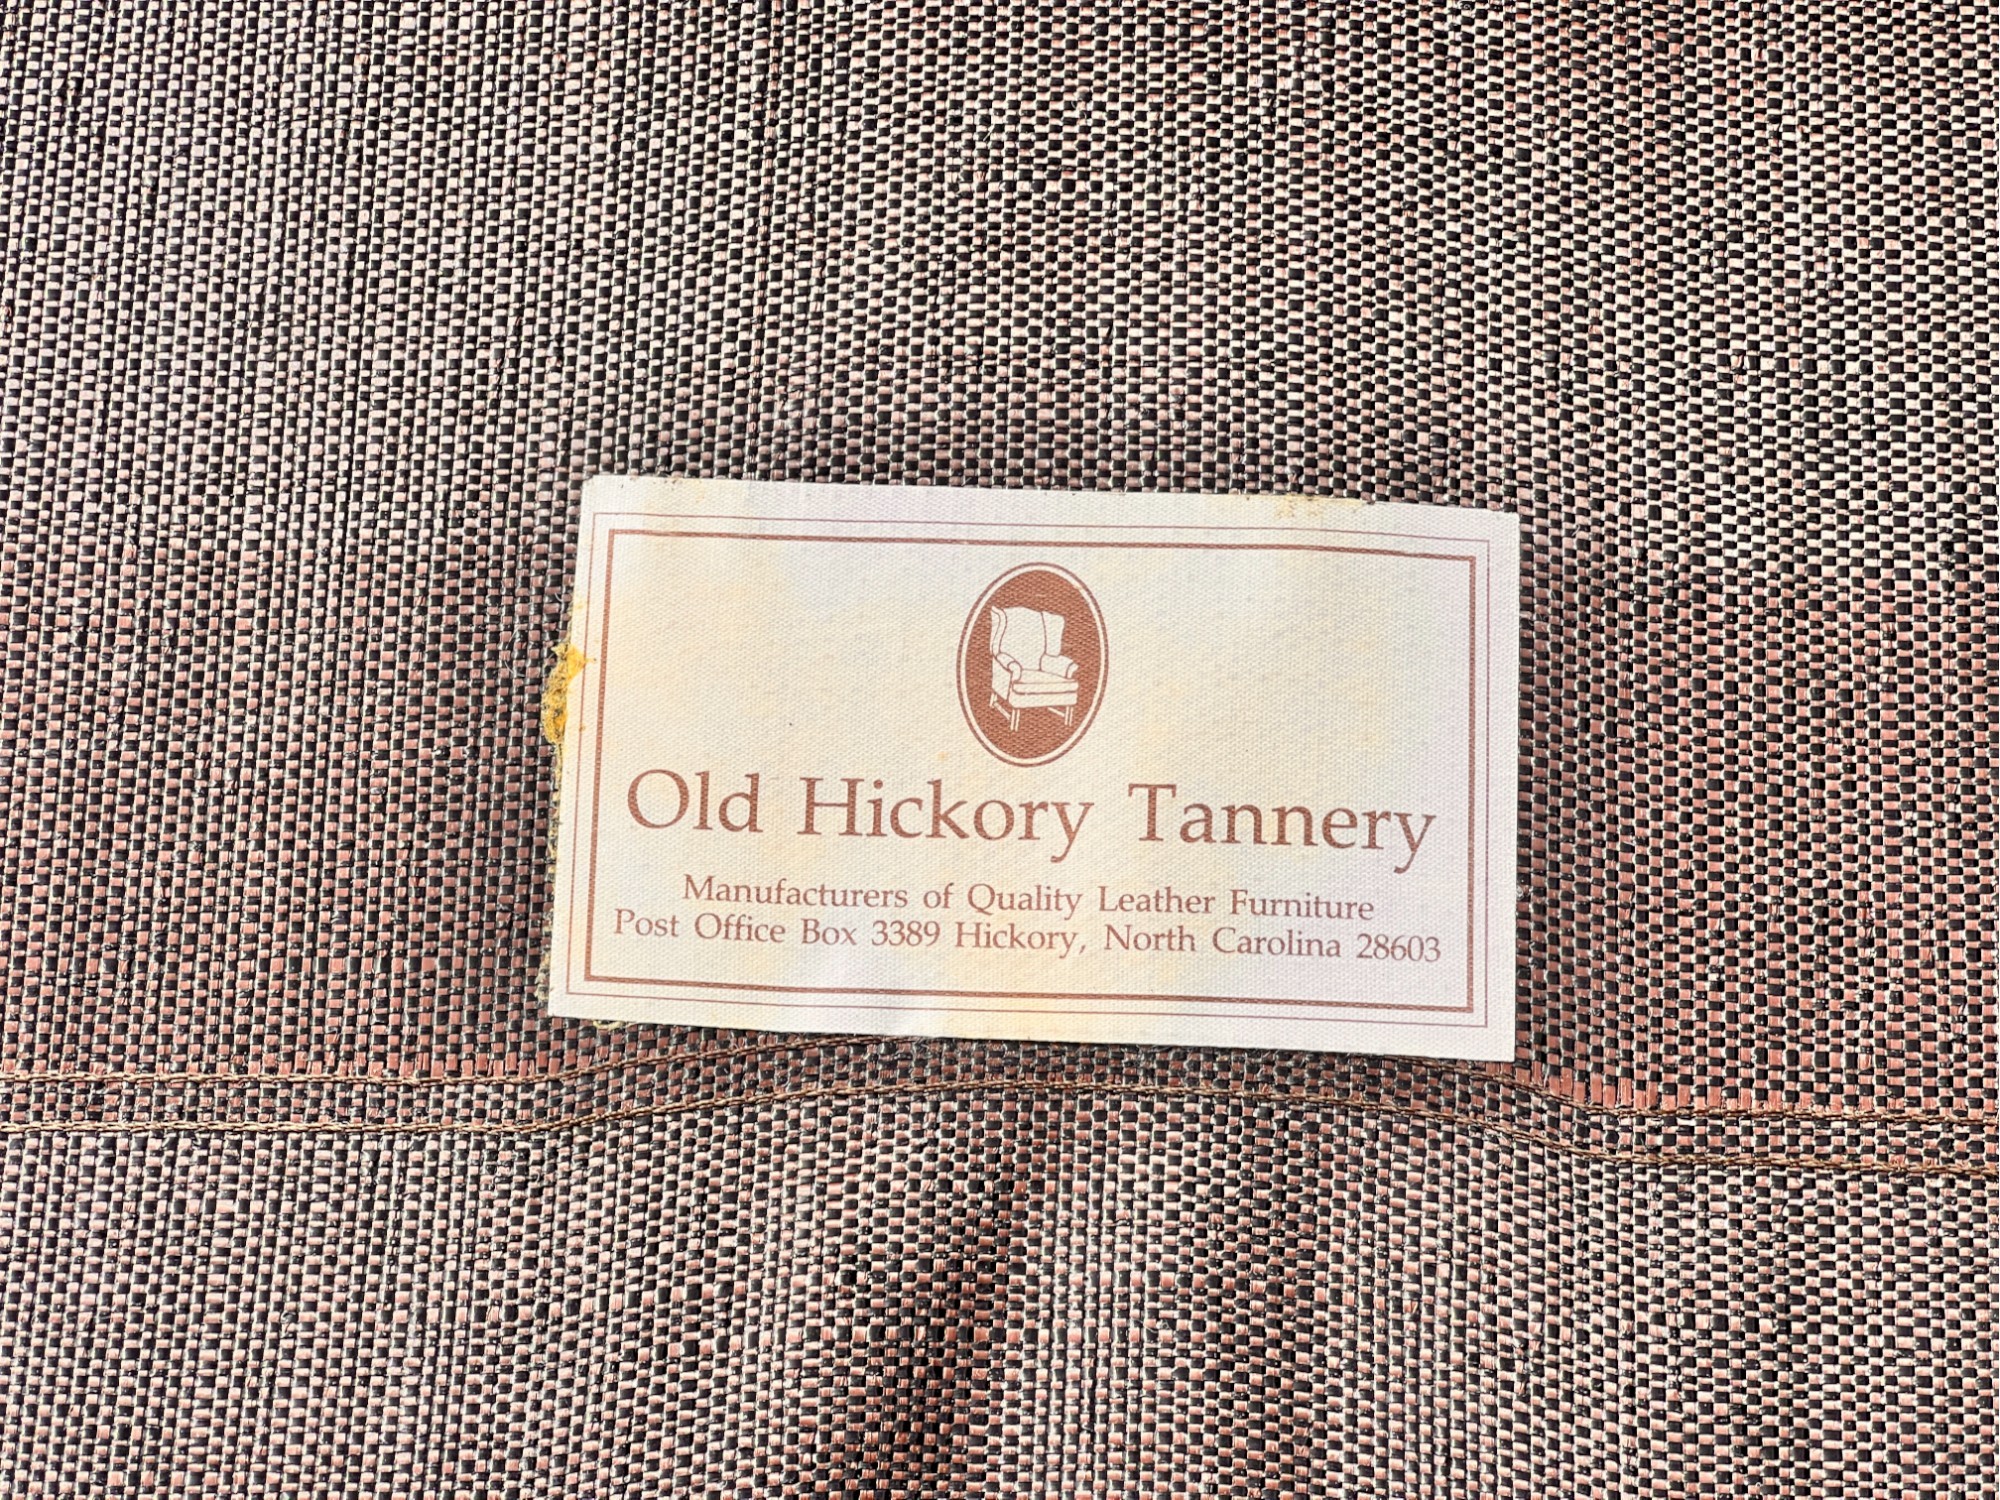 Old Hickory Tannery
Manufacturers of Quality Leather Furniture
Post Office Box 3389 Hickory, North Carolina 28603